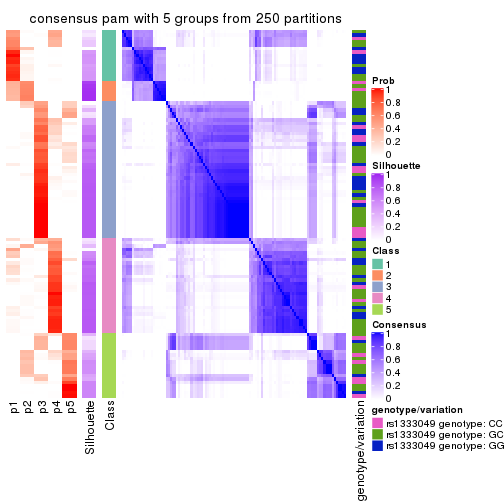 consensus pam with 5 groups from 250 partitions
Prob
1
0.8
0.6
0.4
0.2
0
Silhouette
1
0.8
0.6
0.4
0.2
0
Class
1
2
3
4
5
Consensus
1
0.8
0.6
0.4
0.2
0
genotype/variation
rs1333049 genotype: CC
rs1333049 genotype: GC
rs1333049 genotype: GG
p1
p2
p3
p4
p5
Silhouette
Class
genotype/variation